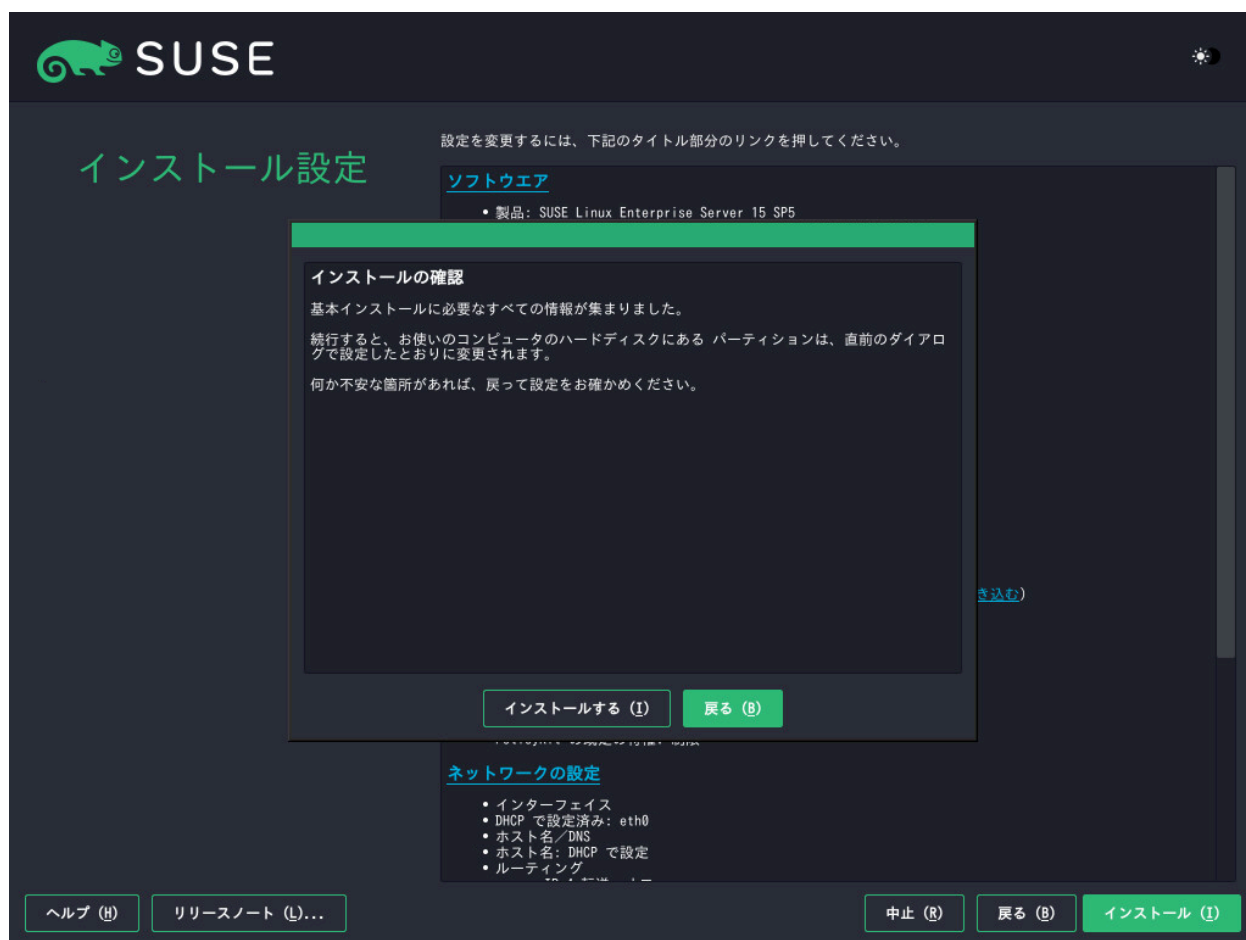 SUSE
インストール設定
設定を変更するには、下記のタイトル部分のリンクを押してください。
ソフトウエア
• 製品: SUSE Linux Enterprise Server 15 SP5
インストールの確認
基本インストールに必要なすべての情報が集まりました。
続行すると、お使いのコンピュータのハードディスクにある パーティションは、直前のダイアロ
グで設定したとおりに変更されます。
何か不安な箇所があれば、戻って設定をお確かめください。
き込む)
インストールする (I)
戻る (B)
ネットワークの設定
• インターフェイス
• DHCP で設定済み: eth0
• ホスト名／DNS
• ホスト名: DHCP で設定
• ルーティング
ヘルプ (H)
リリースノート (L)...
中止 (R)
戻る (B)
インストール (I)